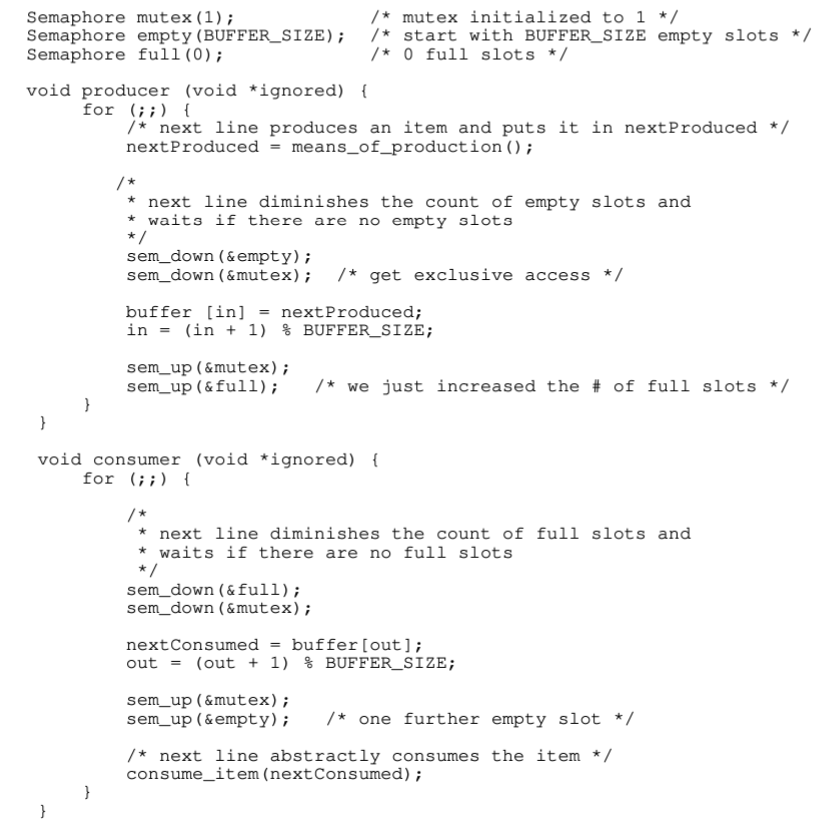 Semaphore mutex(1);             /* mutex initialized to 1 */
Semaphore empty(BUFFER_SIZE);   /* start with BUFFER_SIZE empty slots */
Semaphore full(0);              /* 0 full slots */

void producer (void *ignored) {
     for (;;) {
         /* next line produces an item and puts it in nextProduced */
         nextProduced = means_of_production();

        /*
         * next line diminishes the count of empty slots and
         * waits if there are no empty slots
         */
         sem_down(&empty);
         sem_down(&mutex);  /* get exclusive access */

         buffer [in] = nextProduced;
         in = (in + 1) % BUFFER_SIZE;

         sem_up(&mutex);
         sem_up(&full);   /* we just increased the # of full slots */
     }
 }

 void consumer (void *ignored) {
     for (;;) {

         /*
          * next line diminishes the count of full slots and
          * waits if there are no full slots
          */
         sem_down(&full);
         sem_down(&mutex);

         nextConsumed = buffer[out];
         out = (out + 1) % BUFFER_SIZE;

         sem_up(&mutex);
         sem_up(&empty);   /* one further empty slot */

         /* next line abstractly consumes the item */
         consume_item(nextConsumed);
     }
 }